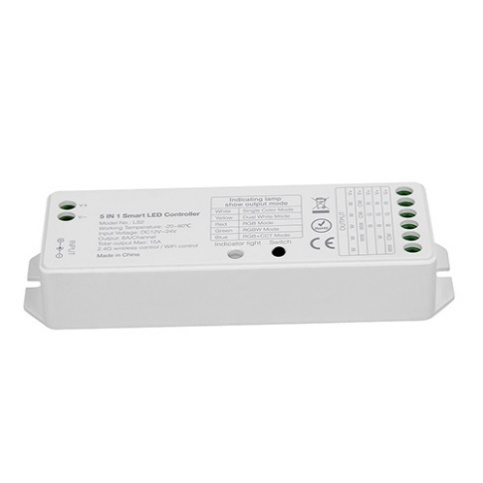 5 IN 1 Smart LED Controller
Model No.: LS2
Working Temperature: -20~60℃
Input Voltage: DC12V~24V
Output: 6A/Channel
Total output Max: 15A
2.4G wireless control / WiFi control
Made in China
Indicating lamp
show output mode
White Single Color Mode
Yellow Dual White Mode
Red RGB Mode
Green RGBW Mode
Blue RGB+CCT Mode
Indicator light Switch
CE
INPUT
V+
V-
OUTPUT